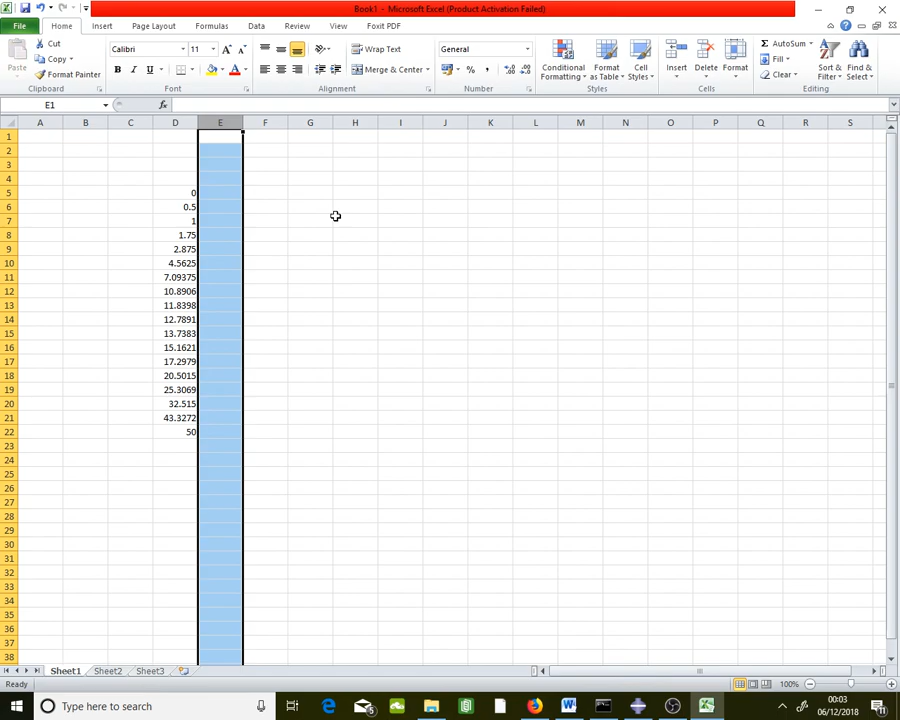 Book1 - Microsoft Excel (Product Activation Failed)
File Home Insert Page Layout Formulas Data Review View Foxit PDF
Paste
Cut
Copy
Format Painter
Clipboard
Calibri 11
B I U A
Font
Wrap Text
Merge & Center
Alignment
General
% ,
Number
Conditional Formatting
Format as Table
Cell Styles
Styles
Insert Delete Format
Cells
AutoSum
Fill
Clear
Sort & Filter
Find & Select
Editing
E1 fx
A B C D E F G H I J K L M N O P Q R S
1
2
3
4
5 0
6 0.5
7 1
8 1.75
9 2.875
10 4.5625
11 7.09375
12 10.8906
13 11.8398
14 12.7891
15 13.7383
16 15.1621
17 17.2979
18 20.5015
19 25.3069
20 32.515
21 43.3272
22 50
23
24
25
26
27
28
29
30
31
32
33
34
35
36
37
38
Sheet1 Sheet2 Sheet3
Ready 100%
Type here to search
00:03
06/12/2018